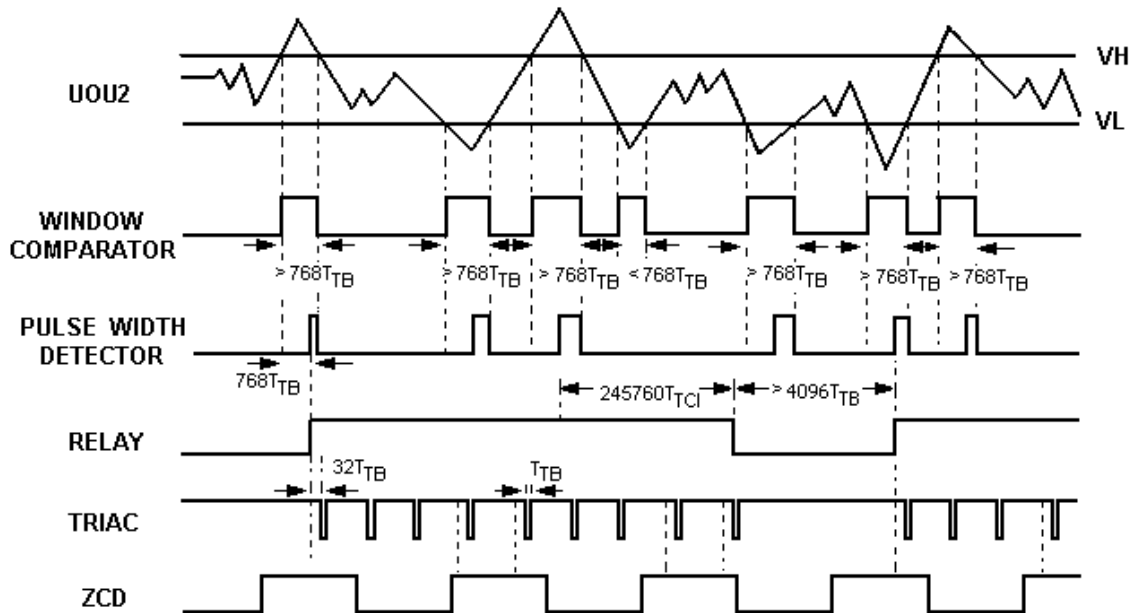 VH
UOU2
VL
WINDOW
COMPARATOR
> 768TTB
> 768TTB
> 768TTB
< 768TTB
> 768TTB
> 768TTB
> 768TTB
PULSE WIDTH
DETECTOR
768TTB
245760TTCI
> 4096TTB
RELAY
32TTB
TTB
TRIAC
ZCD